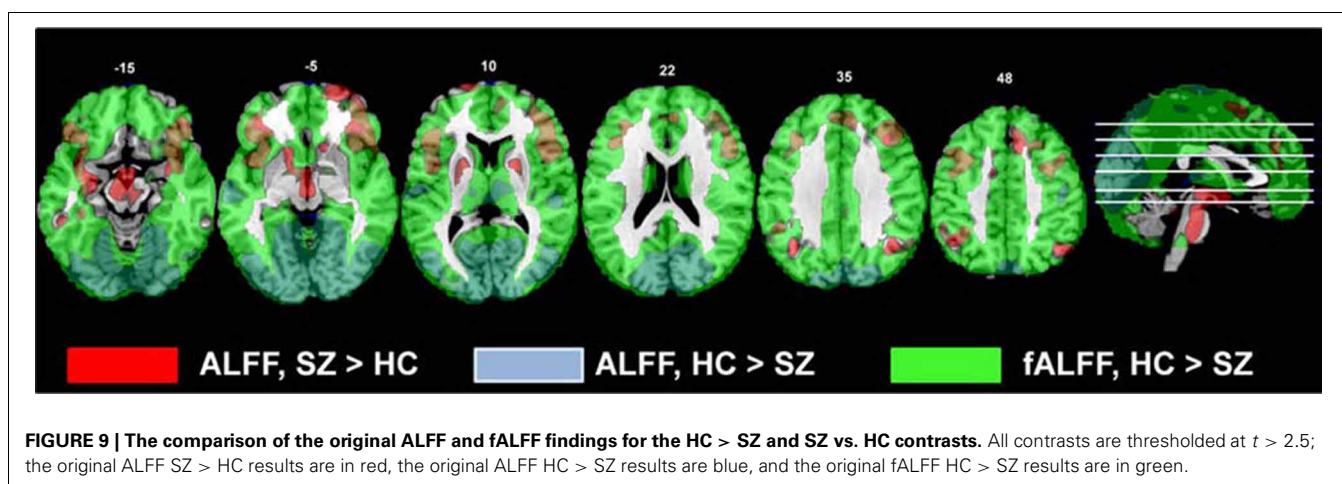 -15 -5 10 22 35 48
ALFF, SZ > HC ALFF, HC > SZ fALFF, HC > SZ
FIGURE 9 | The comparison of the original ALFF and fALFF findings for the HC > SZ and SZ vs. HC contrasts. All contrasts are thresholded at t > 2.5;
the original ALFF SZ > HC results are in red, the original ALFF HC > SZ results are blue, and the original fALFF HC > SZ results are in green.